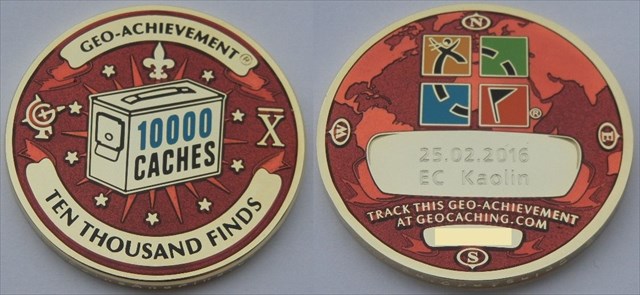 GEO-ACHIEVEMENT®
10000
CACHES
X̅
TEN THOUSAND FINDS
N
®
W
E
25.02.2016
EC Kaolin
TRACK THIS GEO-ACHIEVEMENT
AT GEOCACHING.COM
S